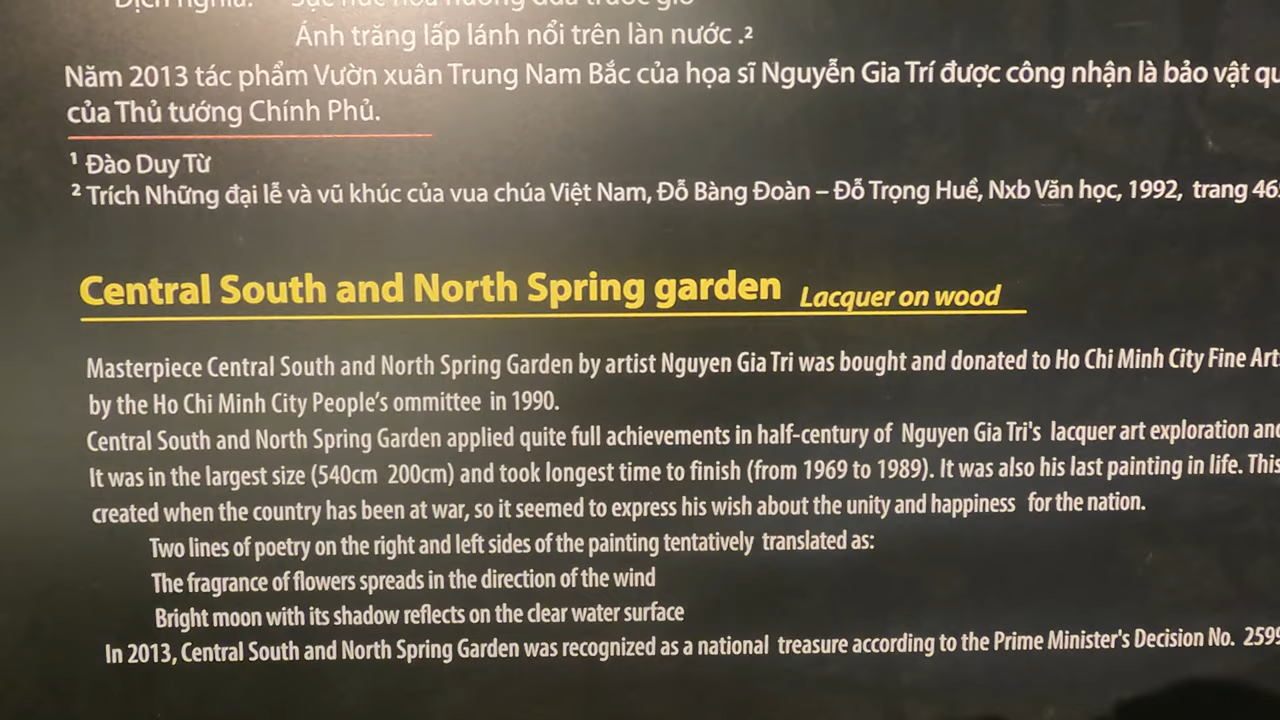 Dịch nghĩa: Sực nức hoa hương đưa trước gió
Ánh trăng lấp lánh nổi trên làn nước .²
Năm 2013 tác phẩm Vườn xuân Trung Nam Bắc của họa sĩ Nguyễn Gia Trí được công nhận là bảo vật
của Thủ tướng Chính Phủ.
¹ Đào Duy Từ
² Trích Những đại lễ và vũ khúc của vua chúa Việt Nam, Đỗ Bàng Đoàn – Đỗ Trọng Huề, Nxb Văn học, 1992, trang
Central South and North Spring garden Lacquer on wood
Masterpiece Central South and North Spring Garden by artist Nguyen Gia Tri was bought and donated to Ho Chi Minh City Fine
by the Ho Chi Minh City People's ommittee in 1990.
Central South and North Spring Garden applied quite full achievements in half-century of Nguyen Gia Tri's lacquer art exploration
It was in the largest size (540cm 200cm) and took longest time to finish (from 1969 to 1989). It was also his last painting in life. This
created when the country has been at war, so it seemed to express his wish about the unity and happiness for the nation.
Two lines of poetry on the right and left sides of the painting tentatively translated as:
The fragrance of flowers spreads in the direction of the wind
Bright moon with its shadow reflects on the clear water surface
In 2013, Central South and North Spring Garden was recognized as a national treasure according to the Prime Minister's Decision No.